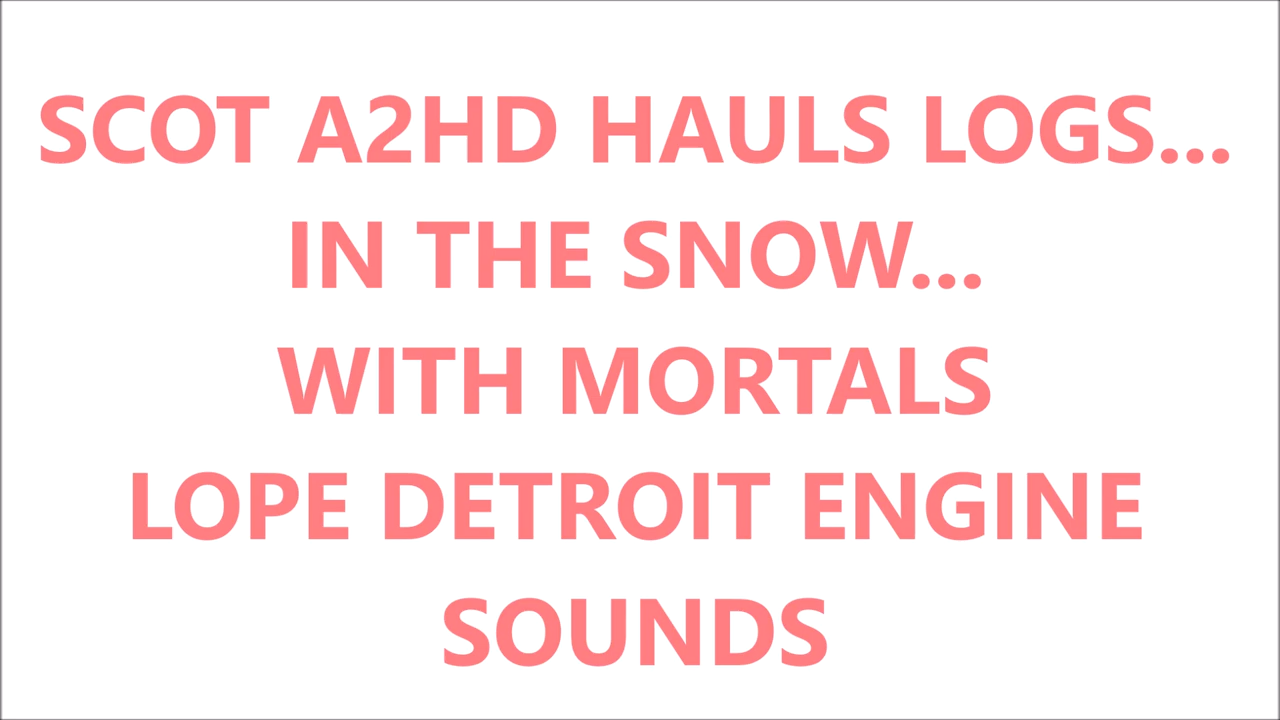 SCOT A2HD HAULS LOGS...
IN THE SNOW...
WITH MORTALS
LOPE DETROIT ENGINE
SOUNDS